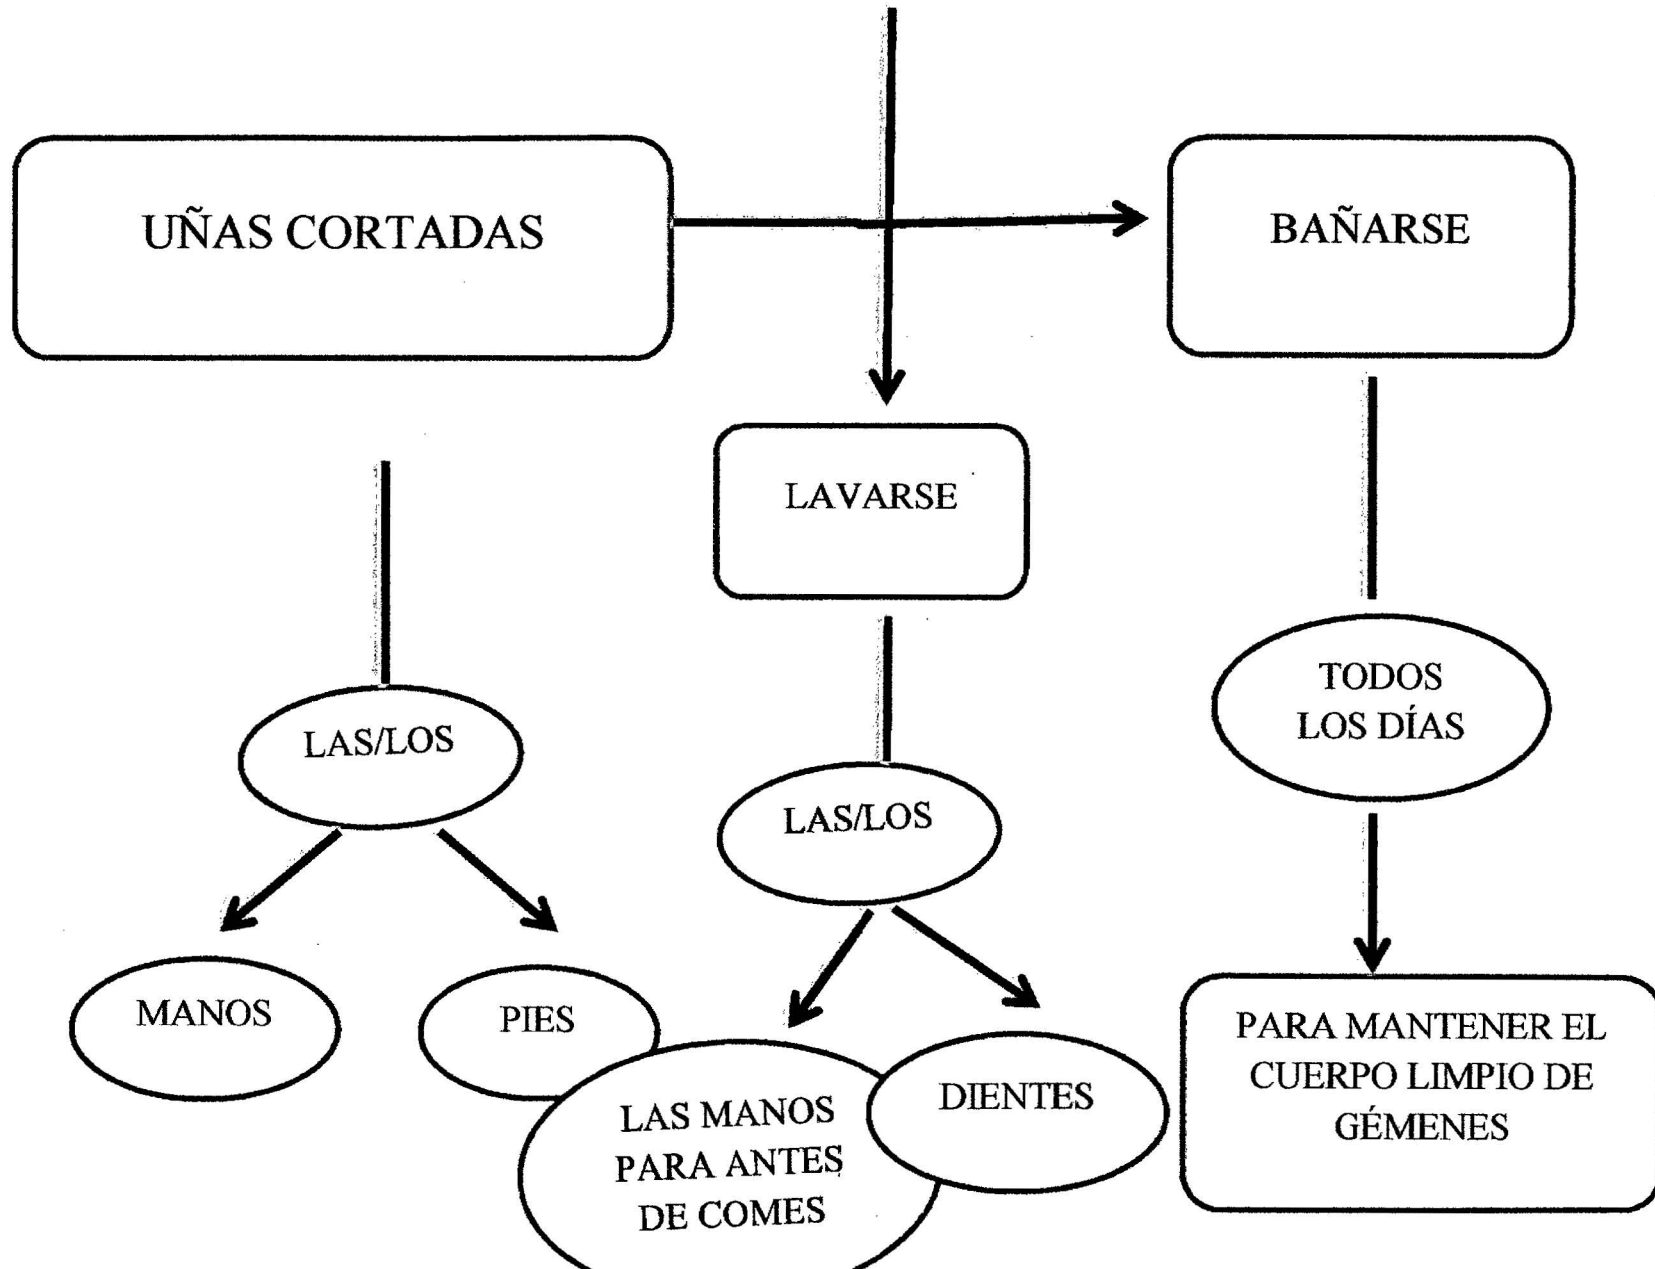 UÑAS CORTADAS
BAÑARSE
LAVARSE
LAS/LOS
LAS/LOS
TODOS
LOS DÍAS
MANOS
PIES
LAS MANOS
PARA ANTES
DE COMES
DIENTES
PARA MANTENER EL
CUERPO LIMPIO DE
GÉMENES